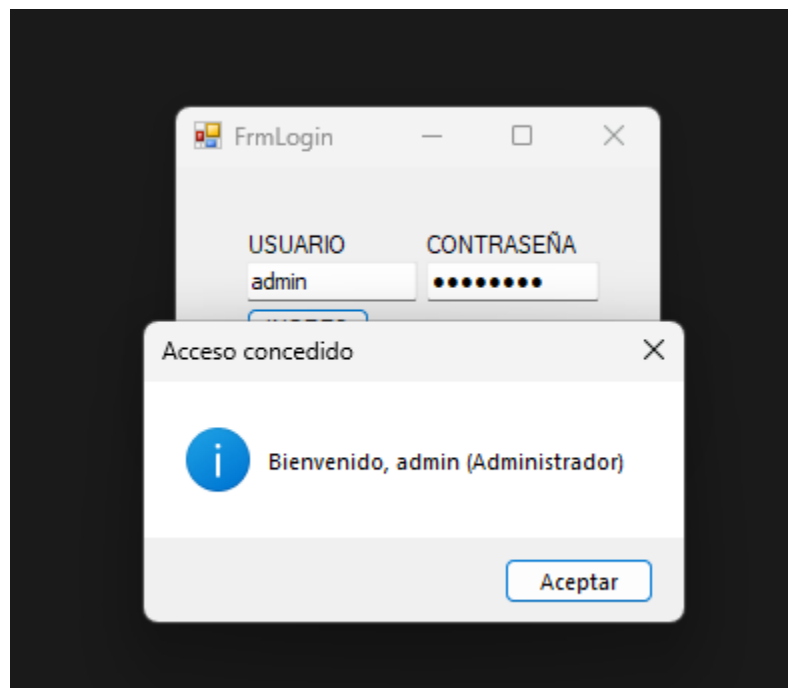 FrmLogin
USUARIO CONTRASEÑA
admin ••••••••
Acceso concedido
Bienvenido, admin (Administrador)
Aceptar